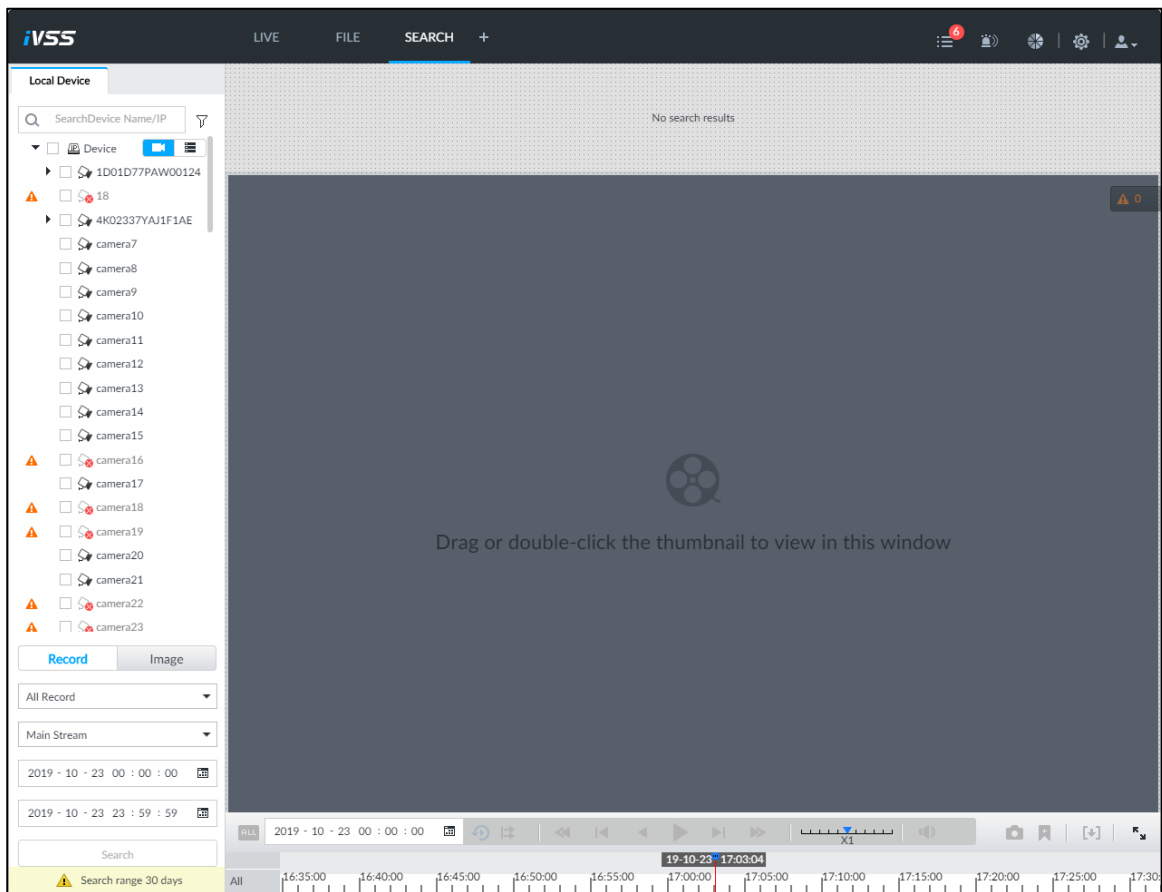 iVSS
LIVE FILE SEARCH +
6
Local Device
SearchDevice Name/IP
No search results
Device
1D01D77PAW00124
18
0
4K02337YAJ1F1AE
camera7
camera8
camera9
camera10
camera11
camera12
camera13
camera14
camera15
camera16
camera17
camera18
camera19
Drag or double-click the thumbnail to view in this window
camera20
camera21
camera22
camera23
Record Image
All Record
Main Stream
2019 - 10 - 23 00 : 00 : 00
2019 - 10 - 23 23 : 59 : 59
ALL 2019 - 10 - 23 00 : 00 : 00
X1
Search
19-10-23 17:03:04
Search range 30 days
All 16:35:00 16:40:00 16:45:00 16:50:00 16:55:00 17:00:00 17:05:00 17:10:00 17:15:00 17:20:00 17:25:00 17:30: